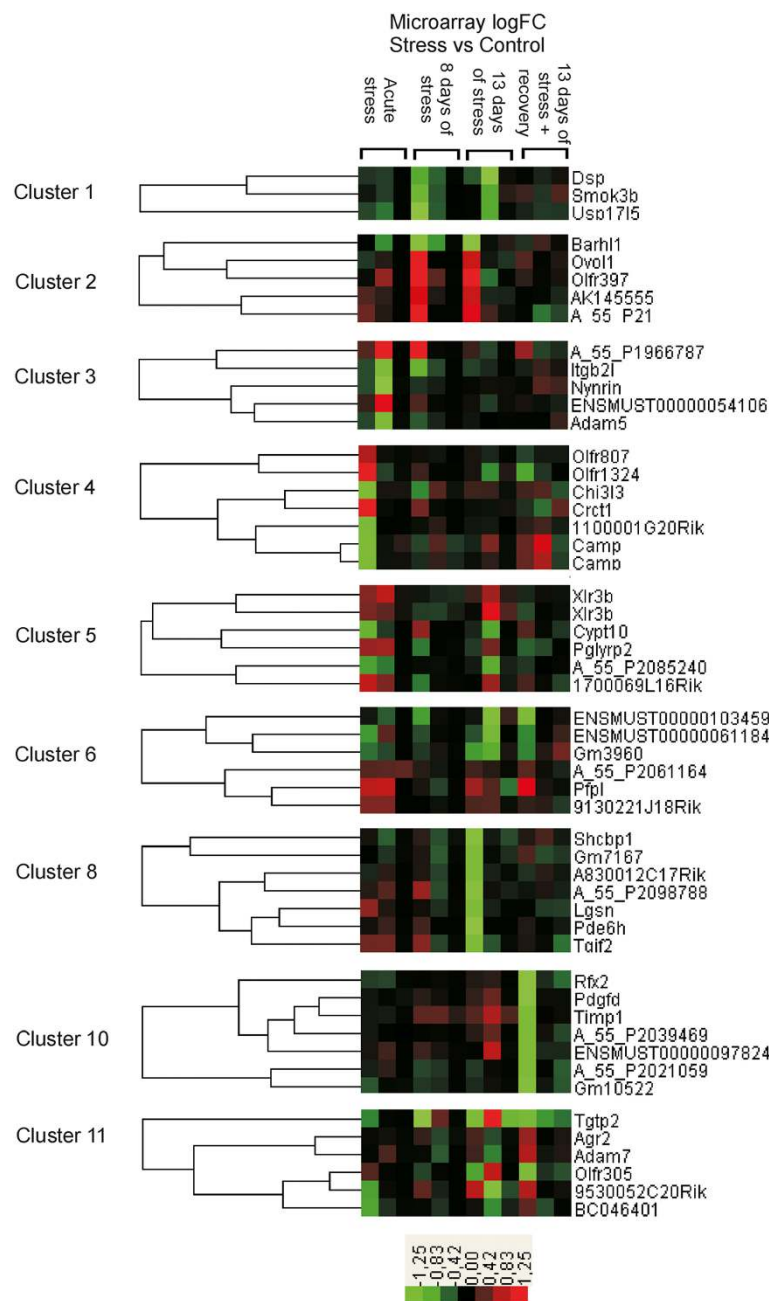 Microarray logFC
Stress vs Control
Acute
stress
8 days of
stress
13 days
of stress
13 days of
stress +
recovery
Cluster 1
Dsp
Smok3b
Usp17l5
Cluster 2
Barhl1
Ovol1
Olfr397
AK145555
A_55_P21
Cluster 3
A_55_P1966787
Itgb2l
Nynrin
ENSMUST00000054106
Adam5
Cluster 4
Olfr807
Olfr1324
Chi3l3
Crct1
1100001G20Rik
Camp
Camp
Cluster 5
Xlr3b
Xlr3b
Cypt10
Pglyrp2
A_55_P2085240
1700069L16Rik
Cluster 6
ENSMUST00000103459
ENSMUST00000061184
Gm3960
A_55_P2061164
Pfpl
9130221J18Rik
Cluster 8
Shcbp1
Gm7167
A830012C17Rik
A_55_P2098788
Lgsn
Pde6h
Tgif2
Cluster 10
Rfx2
Pdgfd
Timp1
A_55_P2039469
ENSMUST00000097824
A_55_P2021059
Gm10522
Cluster 11
Tgtp2
Agr2
Adam7
Olfr305
9530052C20Rik
BC046401
-1,25
-0,83
-0,42
0,00
0,42
0,83
1,25